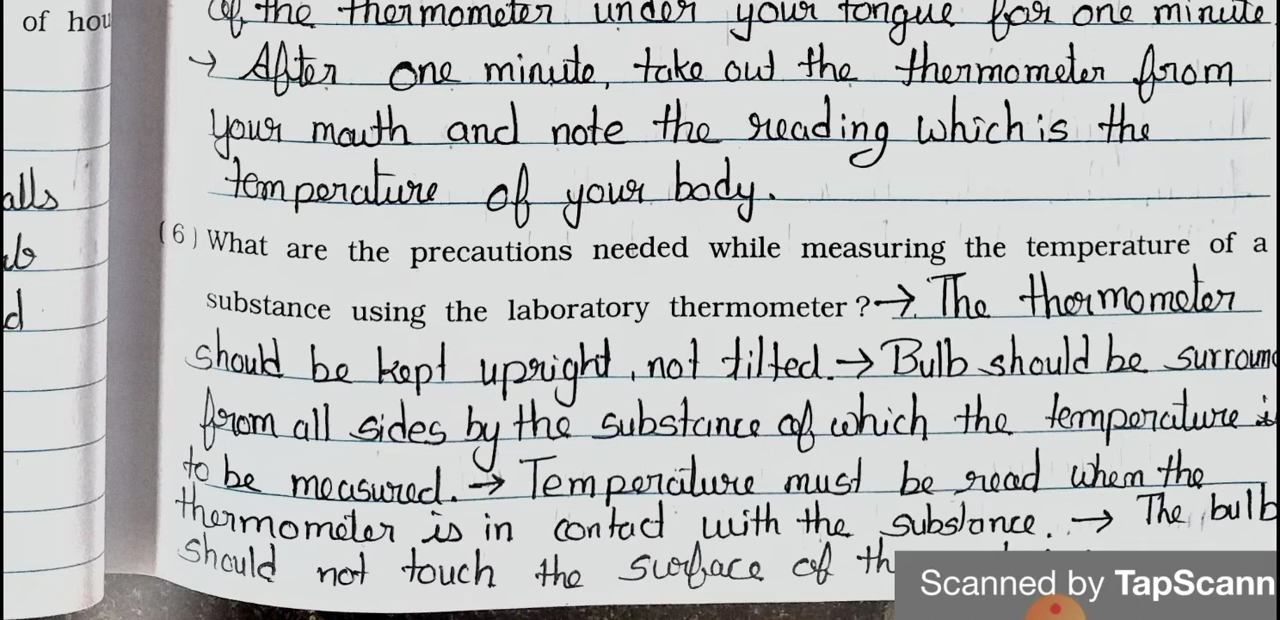 of hou
alls
d
of the thermometer under your tongue for one minute
→ After one minute, take out the thermometer from
your mouth and note the reading which is the
temperature of your body.
(6) What are the precautions needed while measuring the temperature of a
substance using the laboratory thermometer ? → The thermometer
should be kept upright, not tilted. → Bulb should be surroun
from all sides by the substance of which the temperature is
to be measured. → Temperature must be read when the
thermometer is in contact with the substance. → The bulb
should not touch the surface of th
Scanned by TapScann